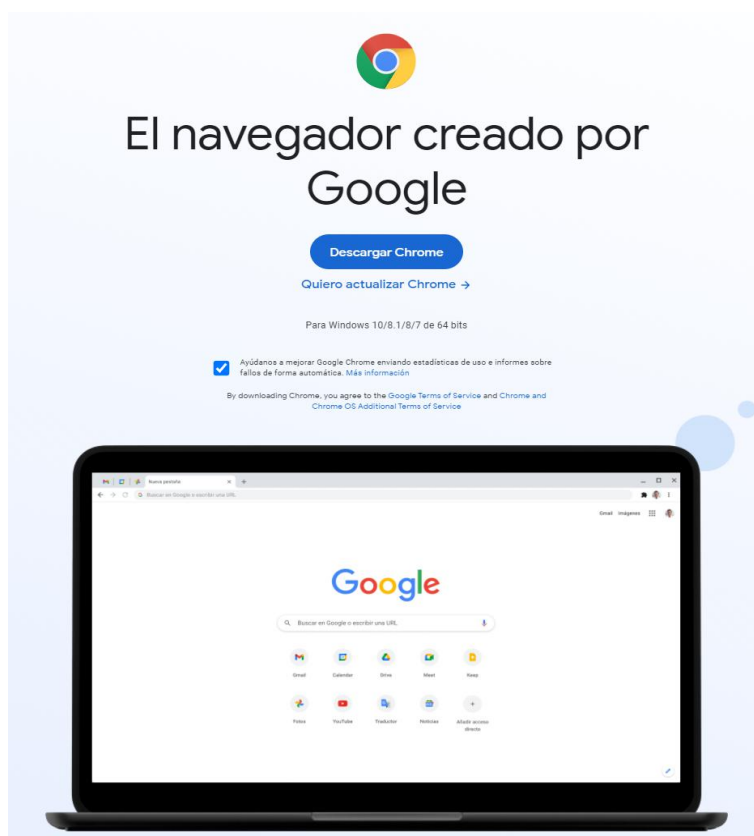 El navegador creado por
Google
Descargar Chrome
Quiero actualizar Chrome →
Para Windows 10/8.1/8/7 de 64 bits
Ayúdanos a mejorar Google Chrome enviando estadísticas de uso e informes sobre
fallos de forma automática. Más información
By downloading Chrome, you agree to the Google Terms of Service and Chrome and
Chrome OS Additional Terms of Service
Nueva pestaña
Buscar en Google o escribir una URL
Gmail Imágenes
Google
Buscar en Google o escribir una URL
Gmail Calendar Drive Meet Keep
Fotos YouTube Traductor Noticias Añadir acceso
directo